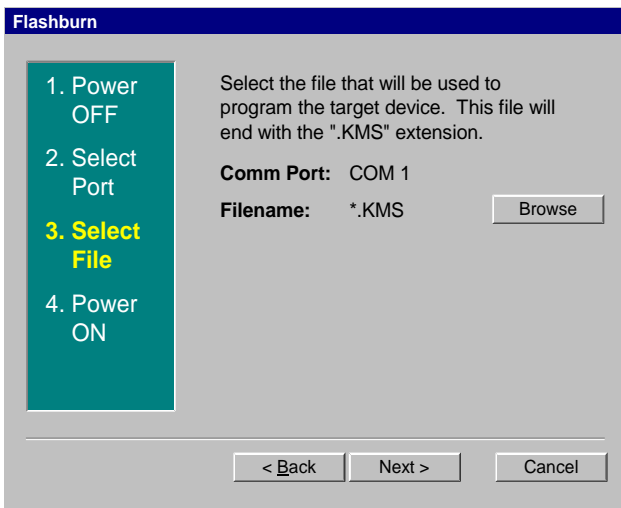 Flashburn
1. Power
OFF
2. Select
Port
3. Select
File
4. Power
ON
Select the file that will be used to
program the target device.  This file will
end with the ".KMS" extension.
Comm Port: COM 1
Filename: *.KMS Browse
< Back Next > Cancel